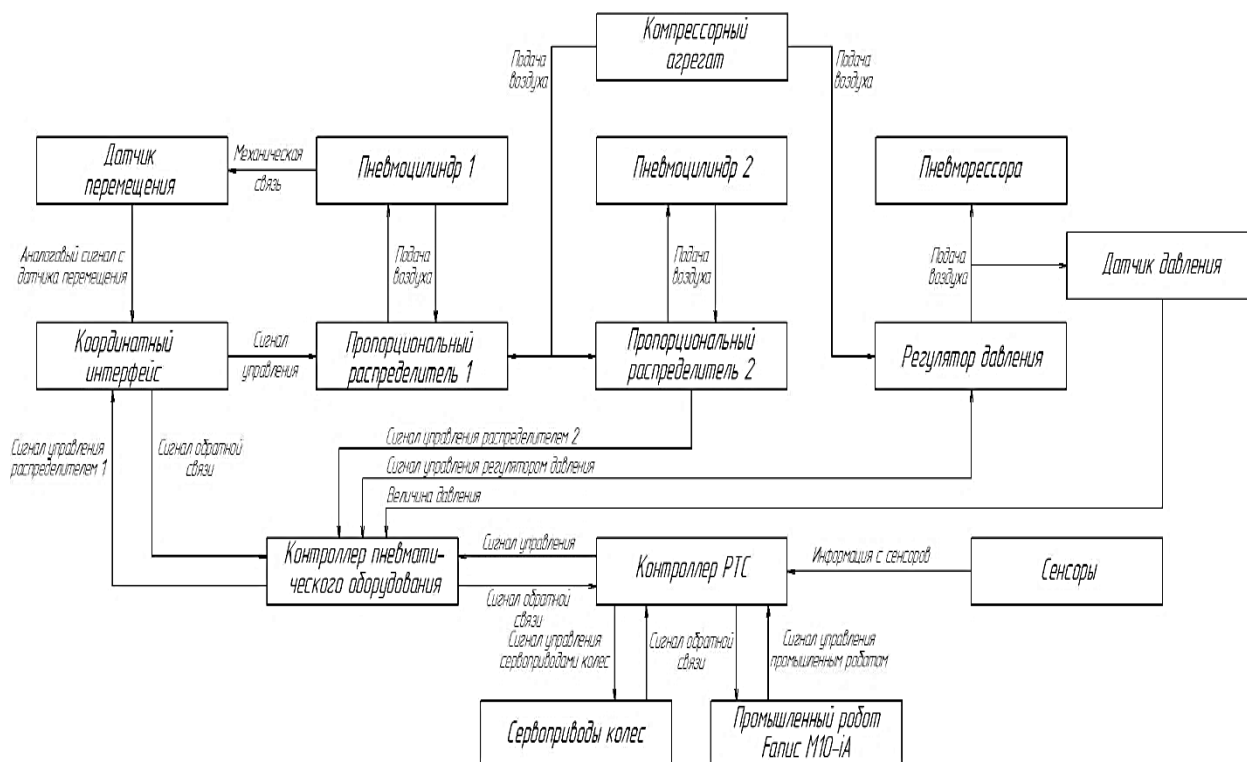 Компрессорный
агрегат
Подача
воздуха
Подача
воздуха
Датчик
перемещения
Механическая
связь
Пневмоцилиндр 1
Пневмоцилиндр 2
Пневморессора
Аналоговый сигнал с
датчика перемещения
Подача
воздуха
Подача
воздуха
Подача
воздуха
Датчик давления
Координатный
интерфейс
Сигнал
управления
Пропорциональный
распределитель 1
Пропорциональный
распределитель 2
Регулятор давления
Сигнал управления
распределителем 1
Сигнал обратной
связи
Сигнал управления распределителем 2
Сигнал управления регулятором давления
Величина давления
Контроллер пневмати-
ческого оборудования
Сигнал управления
Контроллер РТС
Информация с сенсоров
Сенсоры
Сигнал обратной
связи
Сигнал управления
сервоприводами колес
Сигнал обратной
связи
Сигнал управления
промышленным роботам
Сервоприводы колес
Промышленный робот
Fanuc M10-iA